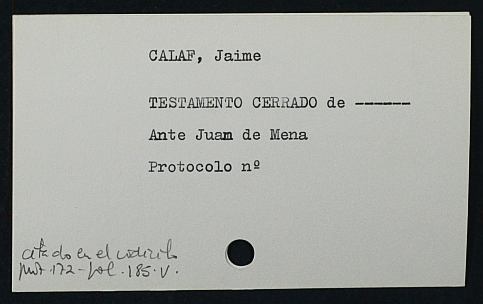 CALAF, Jaime
TESTAMENTO CERRADO de ------
Ante Juan de Mena
Protocolo nº
citado en el codicilo
prot. 172 - fol. 185. v.